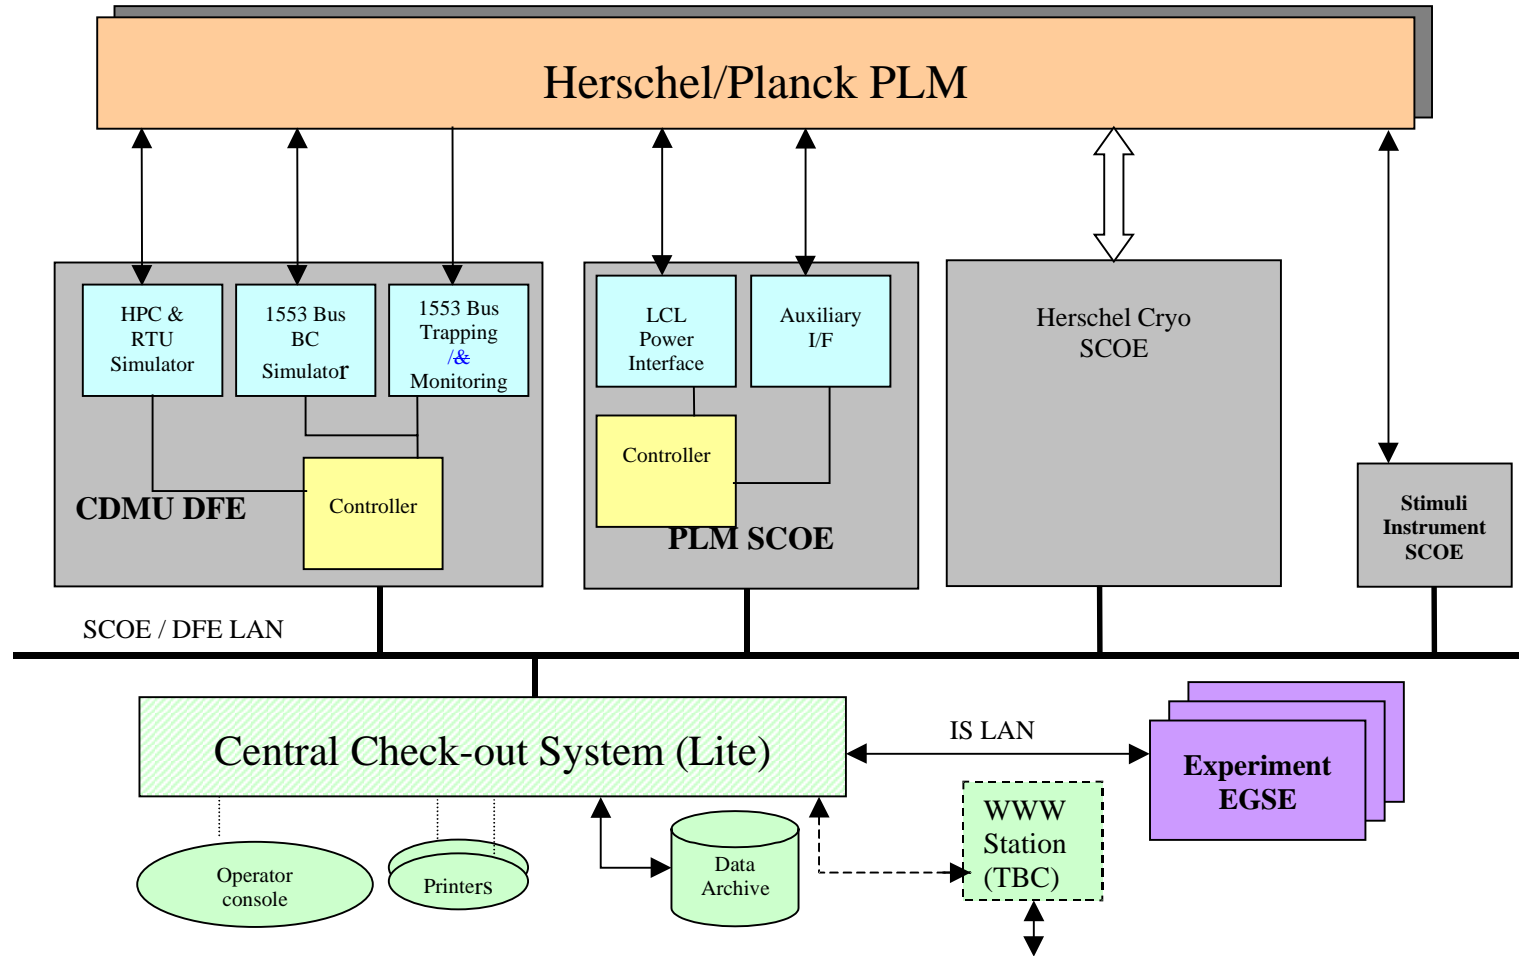 Herschel/Planck PLM
HPC &
RTU
Simulator
1553 Bus
BC
Simulator
1553 Bus
Trapping
/&
Monitoring
Controller
CDMU DFE
LCL
Power
Interface
Auxiliary
I/F
Controller
PLM SCOE
Herschel Cryo
SCOE
Stimuli
Instrument
SCOE
SCOE / DFE LAN
Central Check-out System (Lite)
IS LAN
Experiment
EGSE
Operator
console
Printers
Data
Archive
WWW
Station
(TBC)